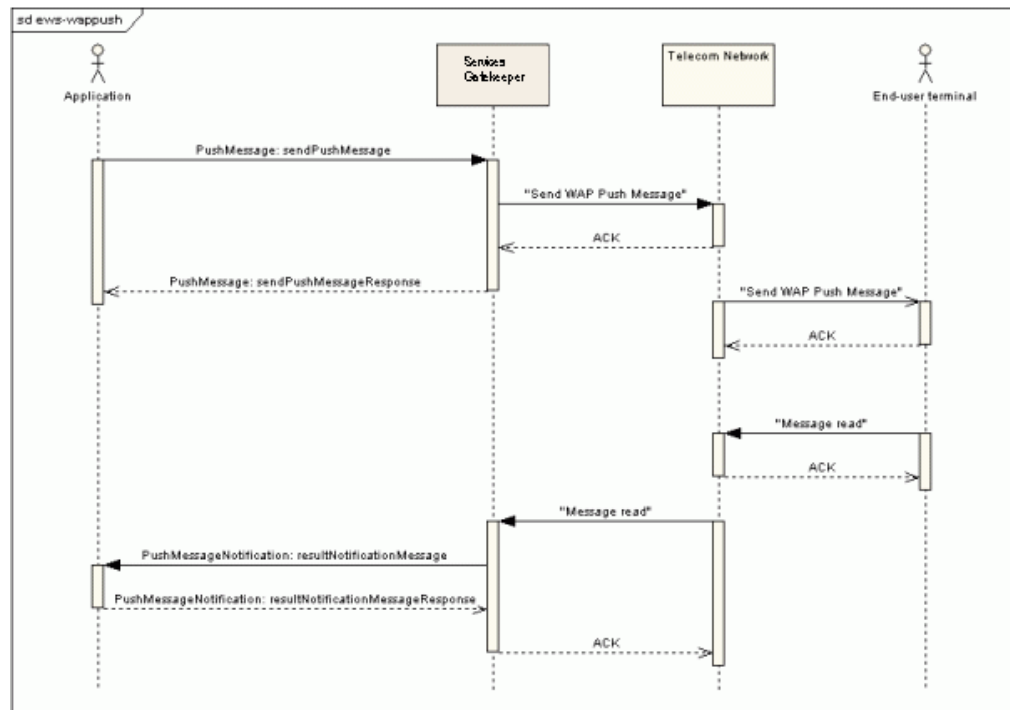 sd ews-wappush
Application
Services
Gatekeeper
Telecom Network
End-user terminal
PushMessage: sendPushMessage
"Send WAP Push Message"
ACK
PushMessage: sendPushMessageResponse
"Send WAP Push Message"
ACK
"Message read"
ACK
"Message read"
PushMessageNotification: resultNotificationMessage
PushMessageNotification: resultNotificationMessageResponse
ACK